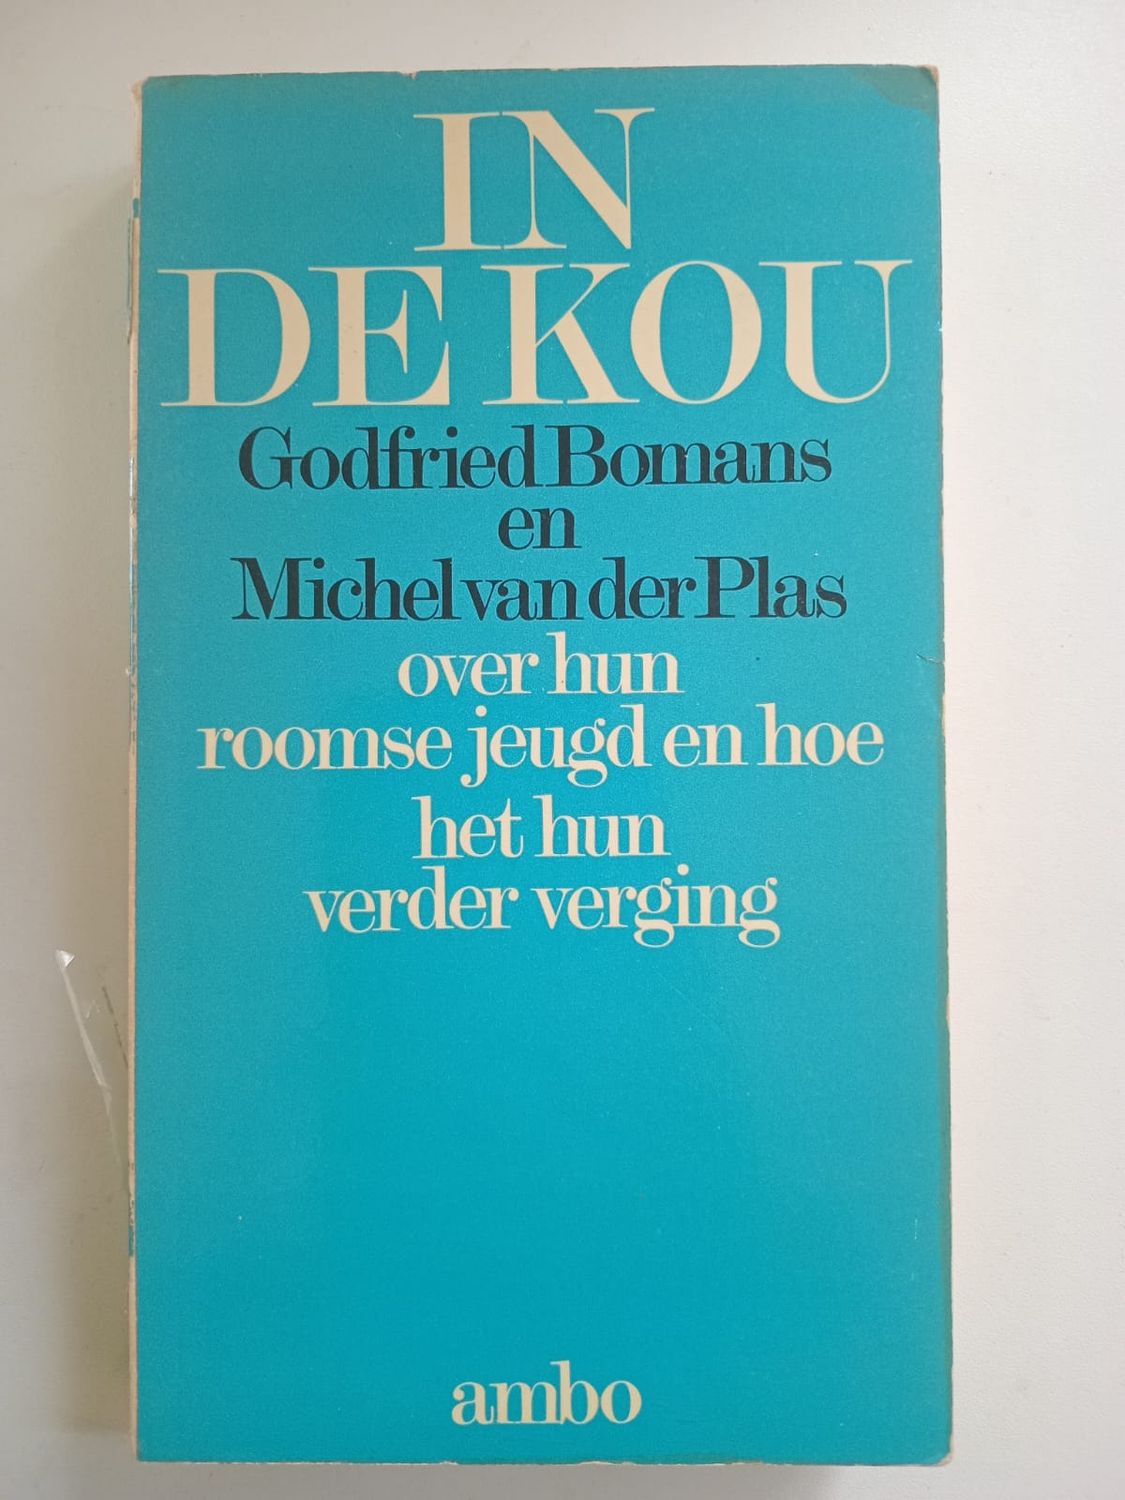 IN
DE KOU
Godfried Bomans
en
Michel van der Plas
over hun
roomse jeugd en hoe
het hun
verder verging
ambo